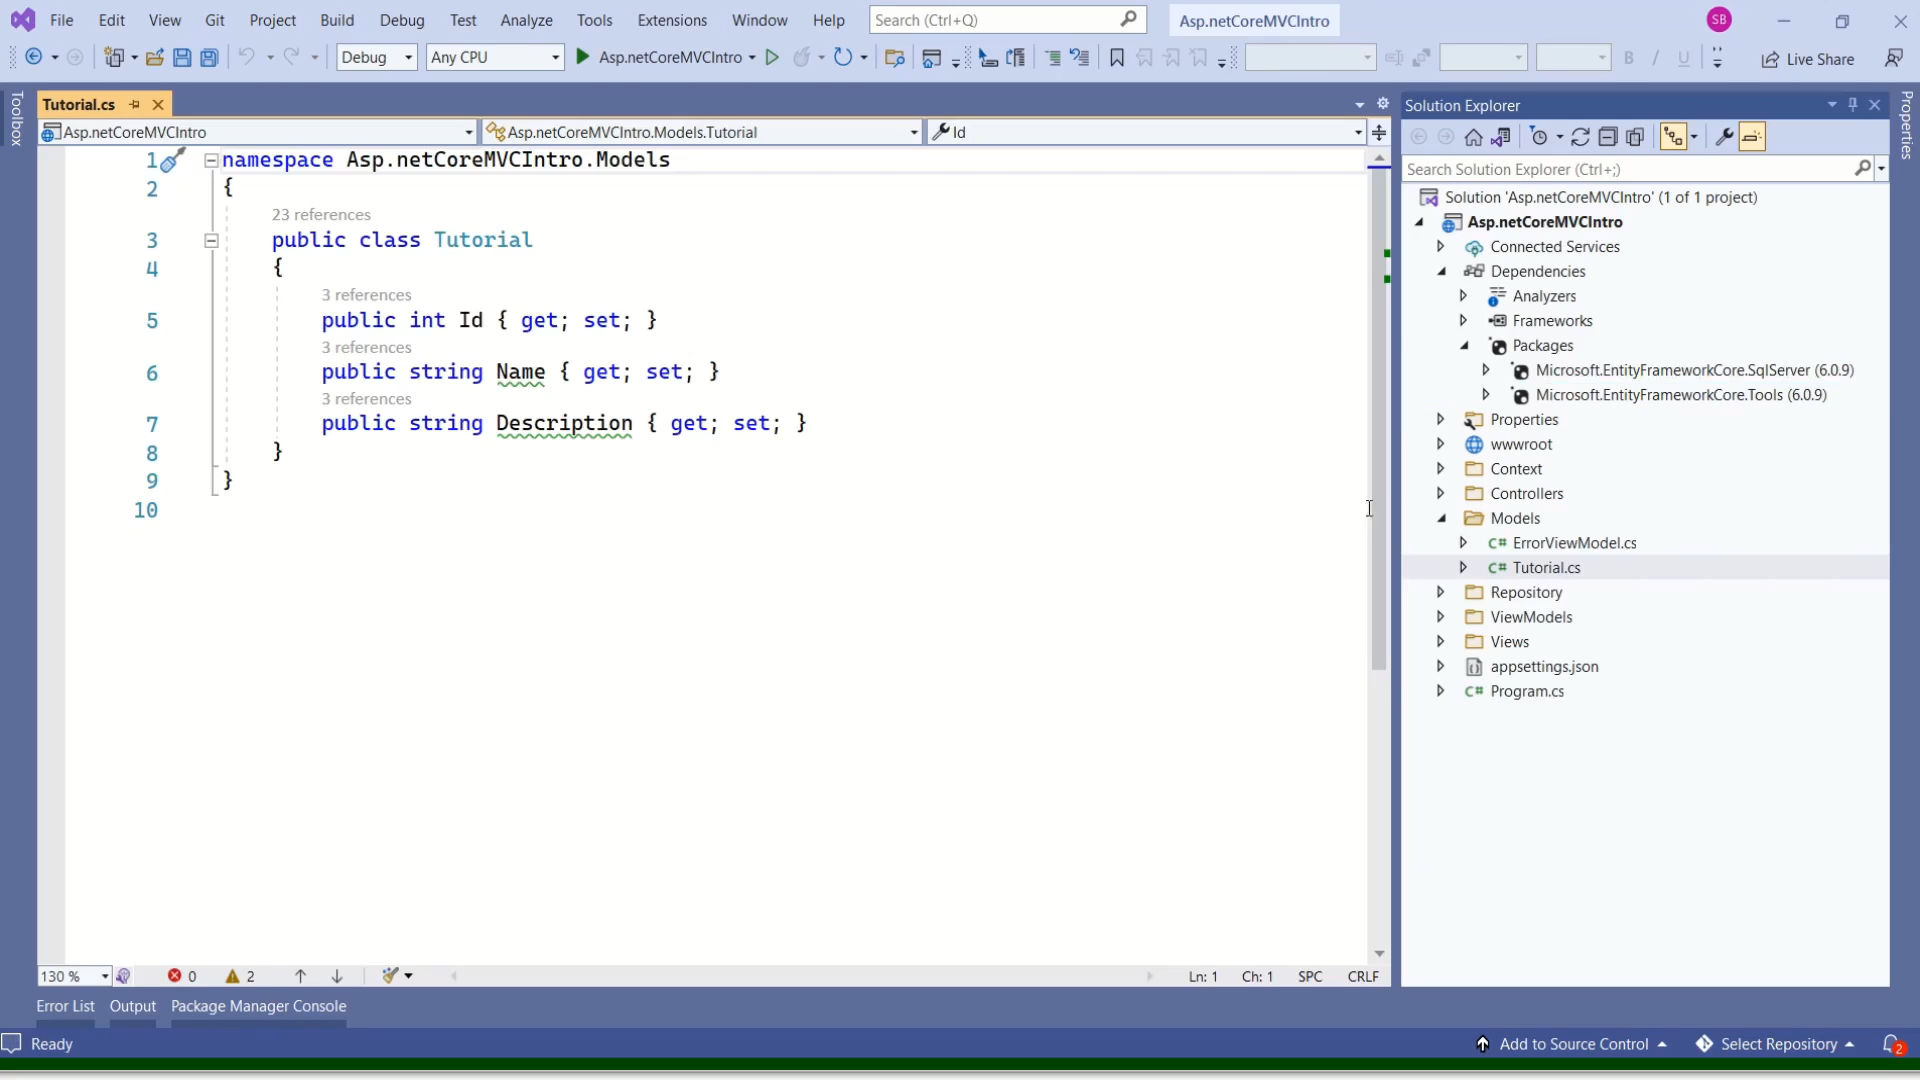 File Edit View Git Project Build Debug Test Analyze Tools Extensions Window Help Search (Ctrl+Q) Asp.netCoreMVCIntro SB
Debug Any CPU Asp.netCoreMVCIntro B I U Live Share
Toolbox
Tutorial.cs
Asp.netCoreMVCIntro Asp.netCoreMVCIntro.Models.Tutorial Id
1 namespace Asp.netCoreMVCIntro.Models
2 {
23 references
3 public class Tutorial
4 {
3 references
5 public int Id { get; set; }
3 references
6 public string Name { get; set; }
3 references
7 public string Description { get; set; }
8 }
9 }
10
130 % 0 2 Ln: 1 Ch: 1 SPC CRLF
Solution Explorer
Search Solution Explorer (Ctrl+;)
Solution 'Asp.netCoreMVCIntro' (1 of 1 project)
Asp.netCoreMVCIntro
Connected Services
Dependencies
Analyzers
Frameworks
Packages
Microsoft.EntityFrameworkCore.SqlServer (6.0.9)
Microsoft.EntityFrameworkCore.Tools (6.0.9)
Properties
wwwroot
Context
Controllers
Models
C# ErrorViewModel.cs
C# Tutorial.cs
Repository
ViewModels
Views
appsettings.json
C# Program.cs
Properties
Error List Output Package Manager Console
Ready Add to Source Control Select Repository 2